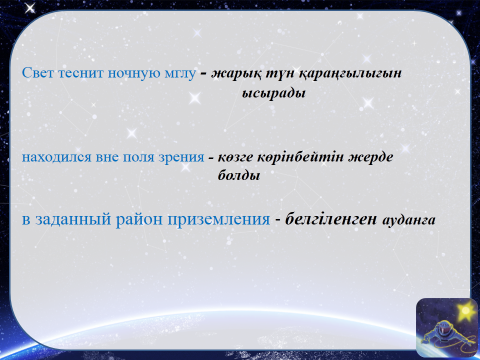 Свет теснит ночную мглу - жарық түн қараңғылығын
ысырады
находился вне поля зрения - көзге көрінбейтін жерде
болды
в заданный район приземления - белгіленген ауданға